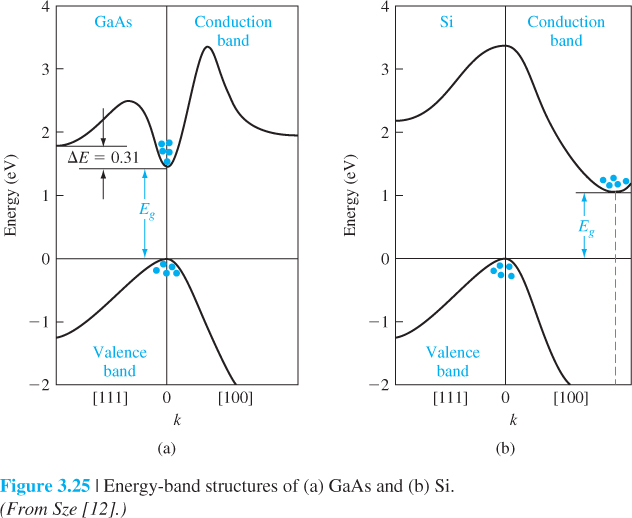 GaAs
Conduction
band
4
3
2
1
0
−1
−2
Energy (eV)
ΔE = 0.31
E_g
Valence
band
[111]
0
[100]
k
(a)
Si
Conduction
band
4
3
2
1
0
−1
−2
Energy (eV)
E_g
Valence
band
[111]
0
[100]
k
(b)
Figure 3.25 | Energy-band structures of (a) GaAs and (b) Si.
(From Sze [12].)